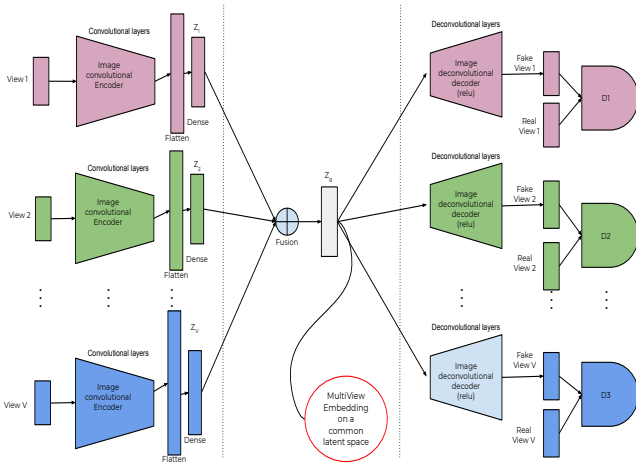 Convolutional layers
View 1
Image
convolutional
Encoder
Z1
Dense
Flatten
Convolutional layers
View 2
Image
convolutional
Encoder
Z2
Dense
Flatten
Convolutional layers
View V
Image
convolutional
Encoder
ZV
Dense
Flatten
Fusion
Zg
MultiView
Embedding
on a
common
latent space
Deconvolutional layers
Image
deconvolutional
decoder
(relu)
Fake
View 1
Real
View 1
D1
Deconvolutional layers
Image
deconvolutional
decoder
(relu)
Fake
View 2
Real
View 2
D2
Deconvolutional layers
Image
deconvolutional
decoder
(relu)
Fake
View V
Real
View V
D3